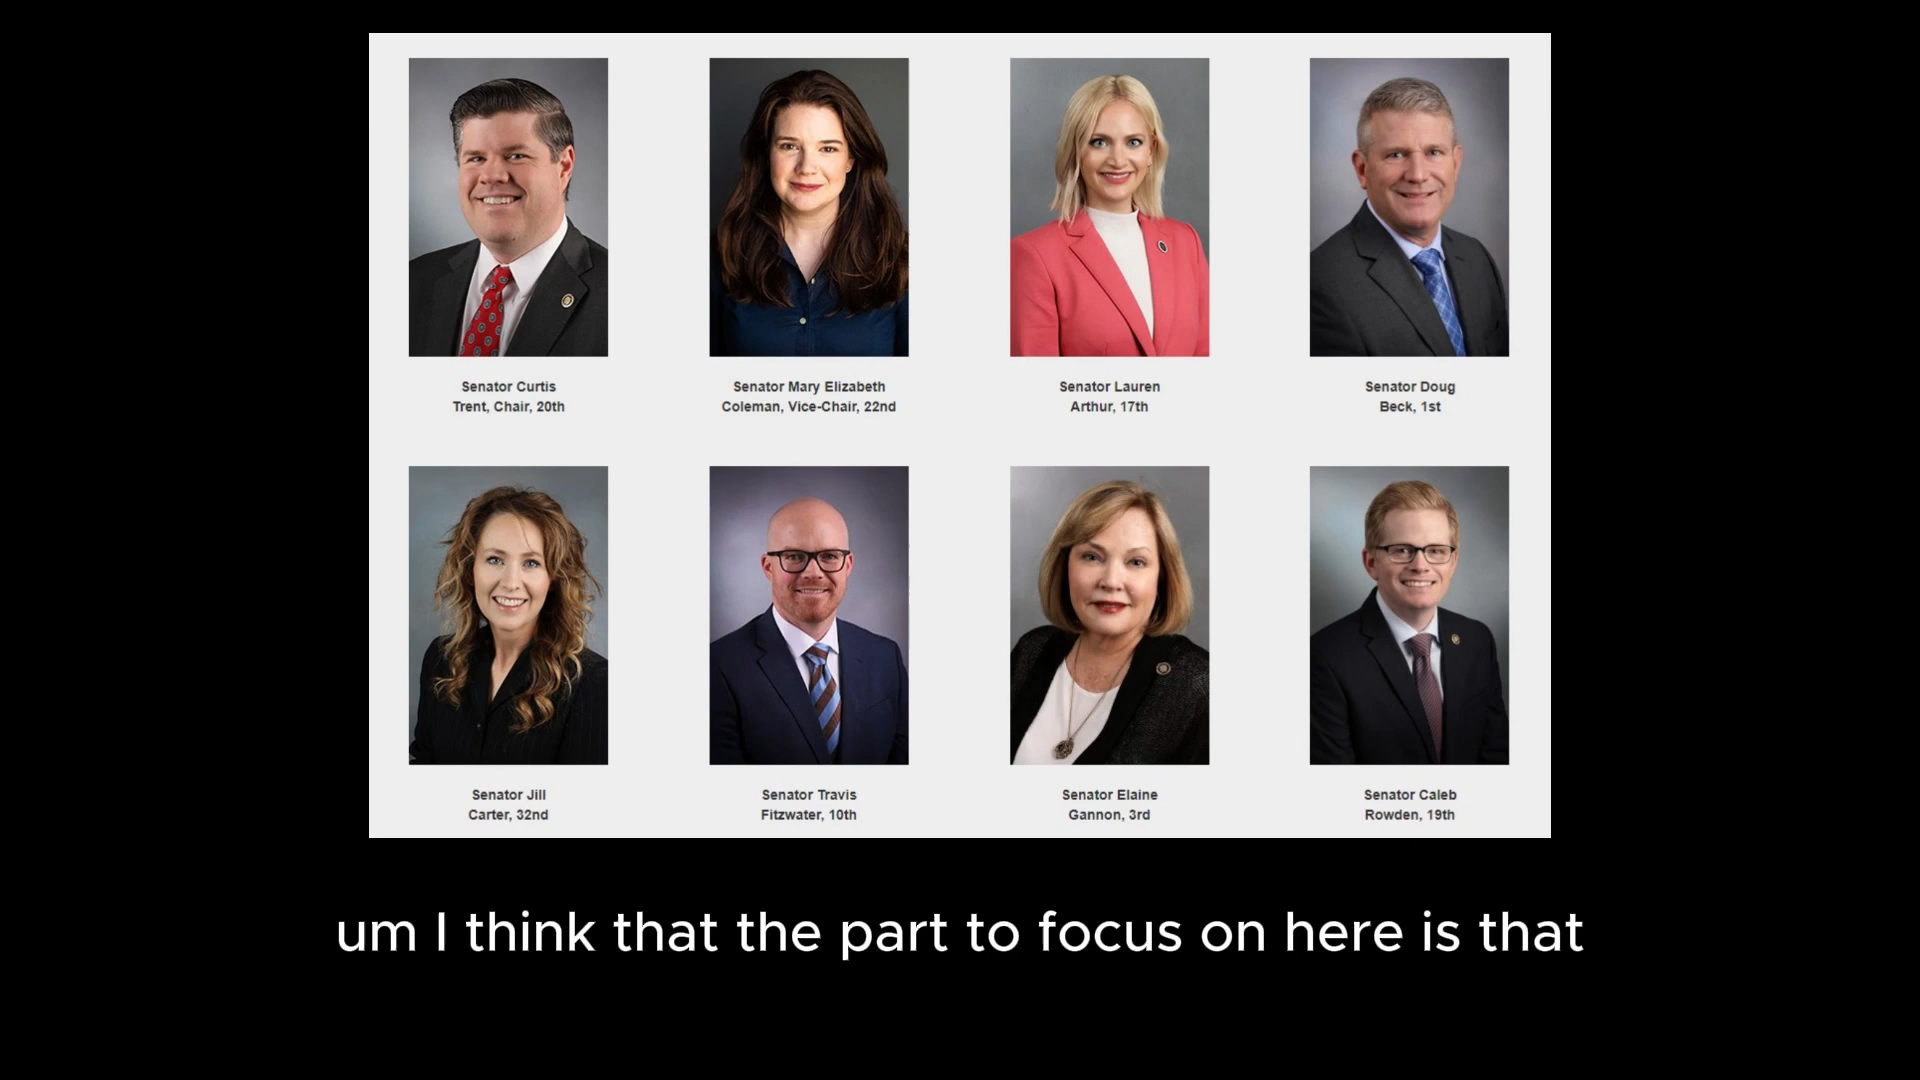 Senator Curtis
Trent, Chair, 20th
Senator Mary Elizabeth
Coleman, Vice-Chair, 22nd
Senator Lauren
Arthur, 17th
Senator Doug
Beck, 1st
Senator Jill
Carter, 32nd
Senator Travis
Fitzwater, 10th
Senator Elaine
Gannon, 3rd
Senator Caleb
Rowden, 19th
um I think that the part to focus on here is that